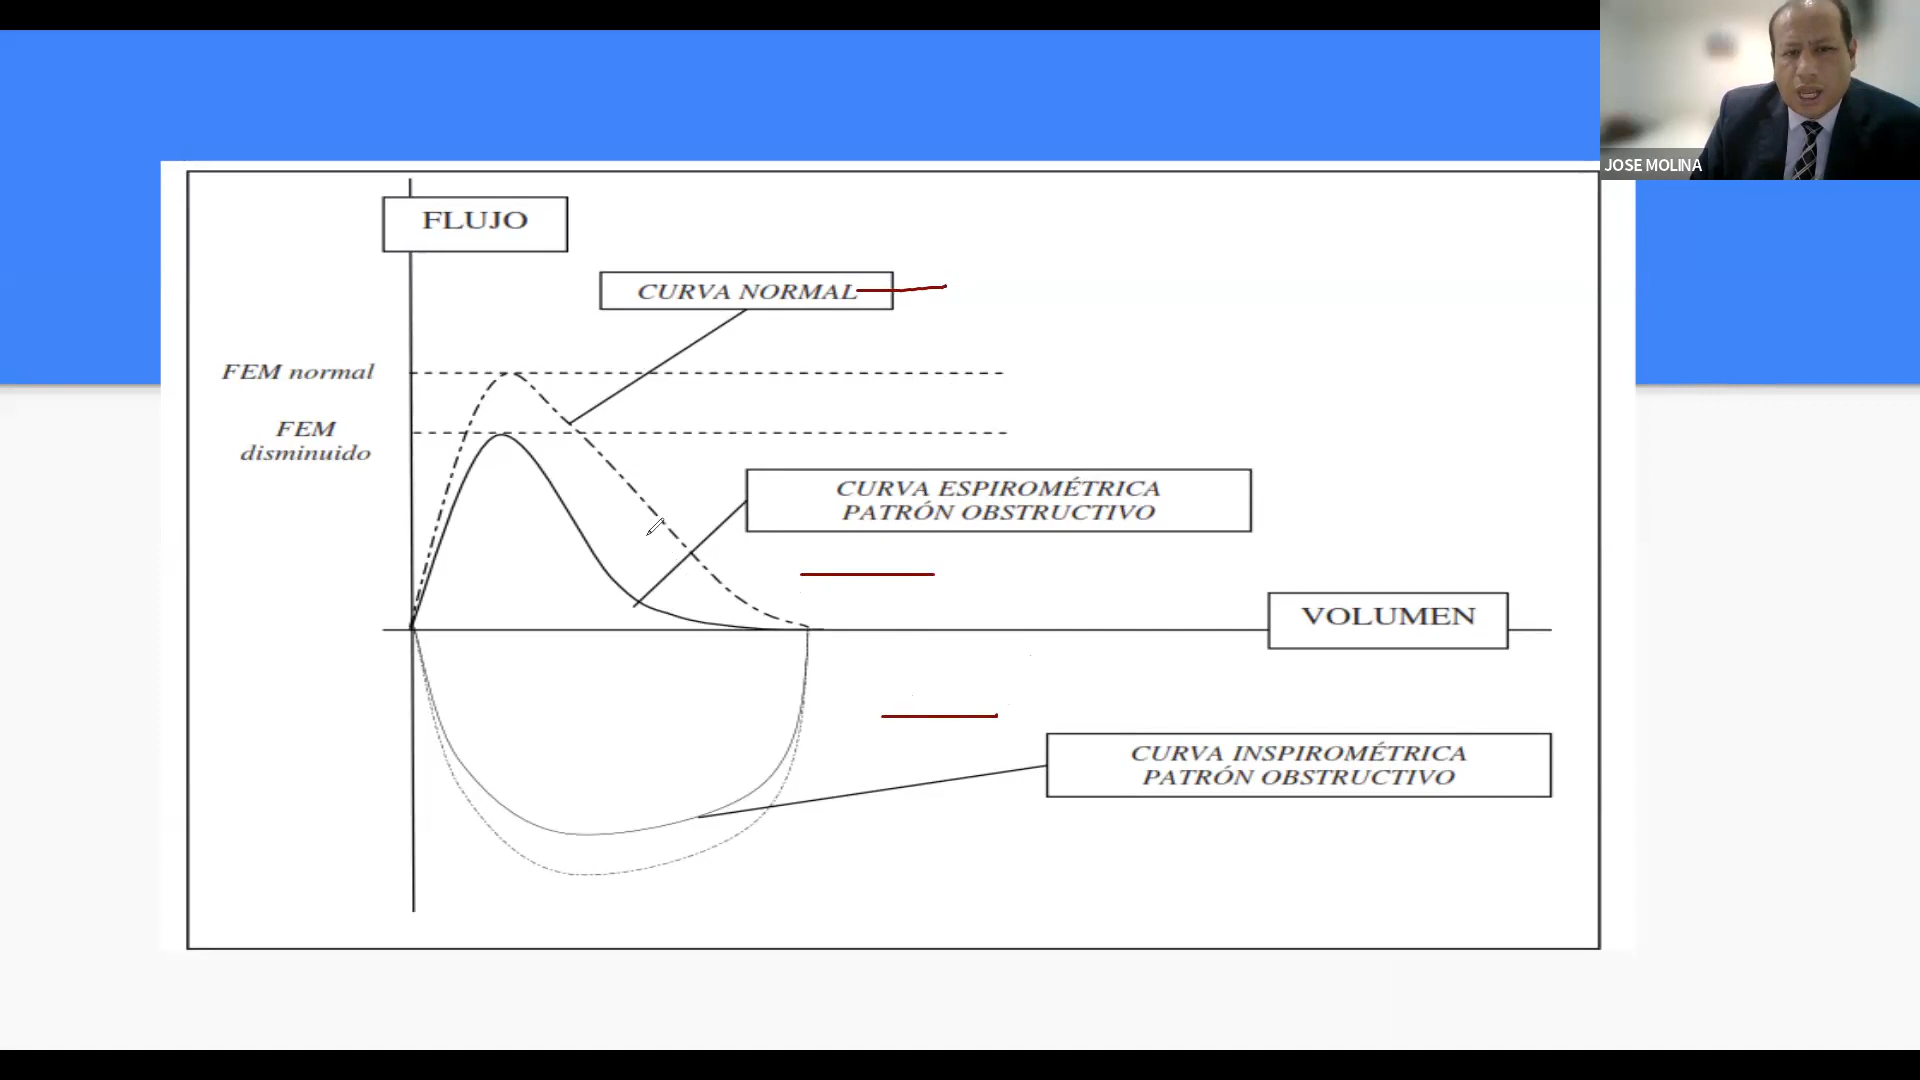 JOSE MOLINA
FLUJO
CURVA NORMAL
FEM normal
FEM
disminuido
CURVA ESPIROMÉTRICA
PATRÓN OBSTRUCTIVO
VOLUMEN
CURVA INSPIROMÉTRICA
PATRÓN OBSTRUCTIVO